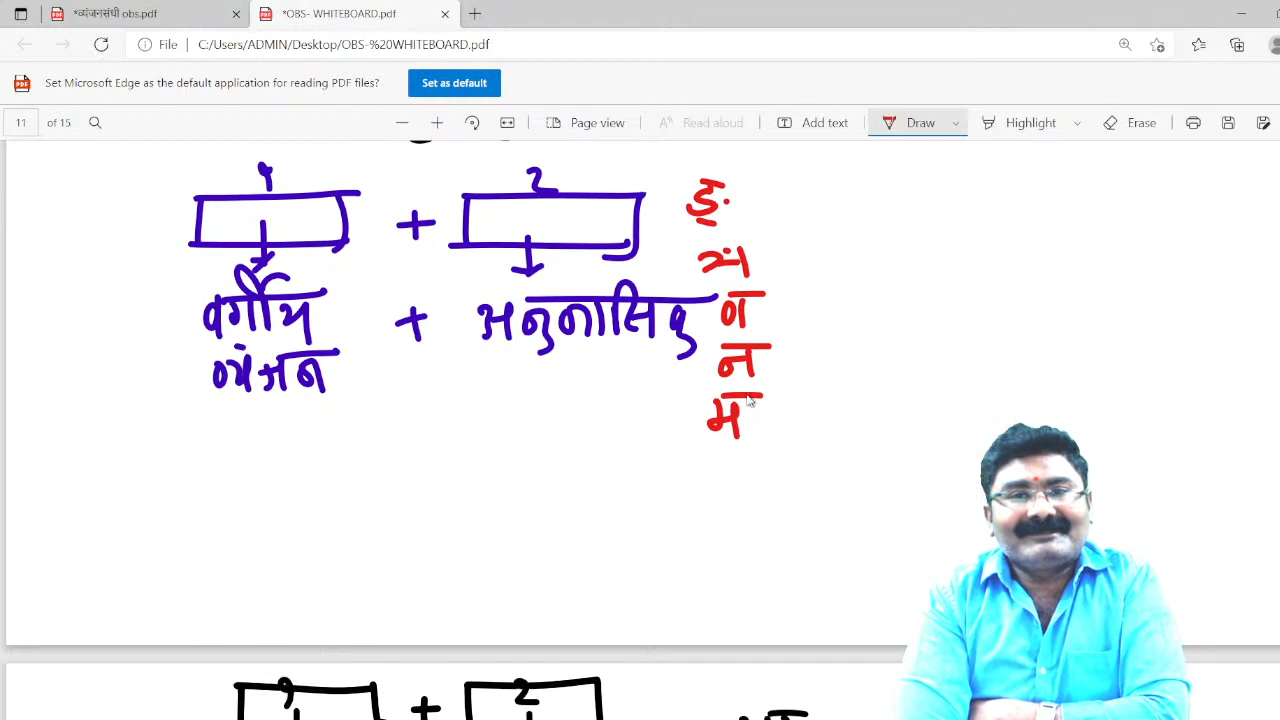 *व्यंजनसंधी obs.pdf
*OBS- WHITEBOARD.pdf
File C:/Users/ADMIN/Desktop/OBS-%20WHITEBOARD.pdf
Set Microsoft Edge as the default application for reading PDF files? Set as default
11 of 15 Page view Read aloud Add text Draw Highlight Erase
१ + 2
वर्गीय + अनुनासिक
व्यंजन
ङ
न
म
+ 2